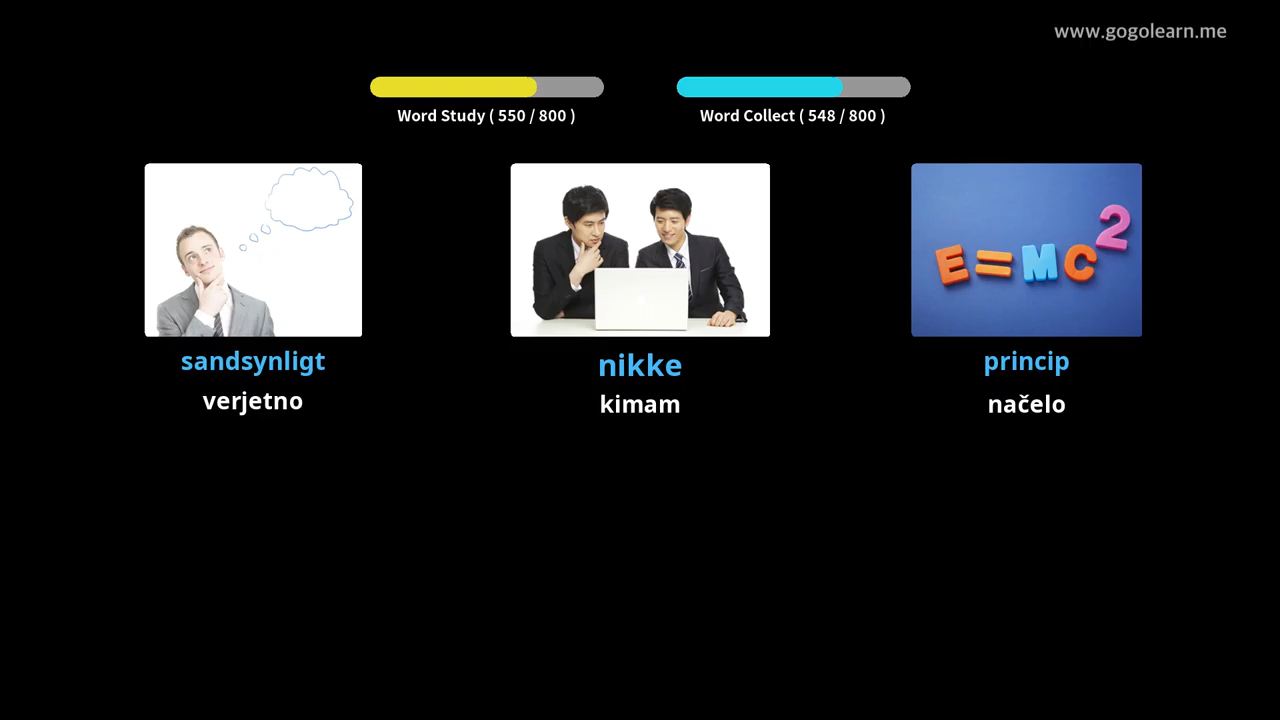 www.gogolearn.me
Word Study ( 550 / 800 )
Word Collect ( 548 / 800 )
E=MC2
sandsynligt
nikke
princip
verjetno
kimam
načelo